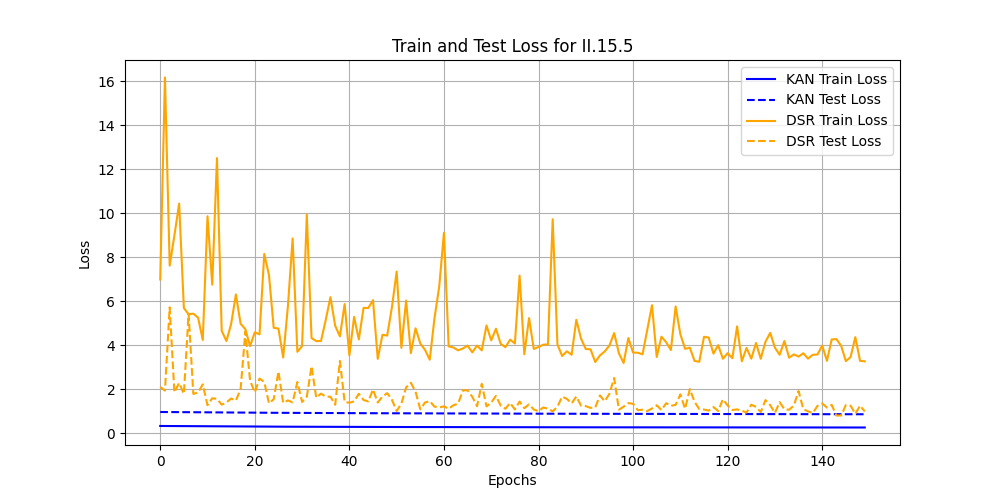 Train and Test Loss for II.15.5
KAN Train Loss
KAN Test Loss
DSR Train Loss
DSR Test Loss
Loss
16
14
12
10
8
6
4
2
0
0 20 40 60 80 100 120 140
Epochs